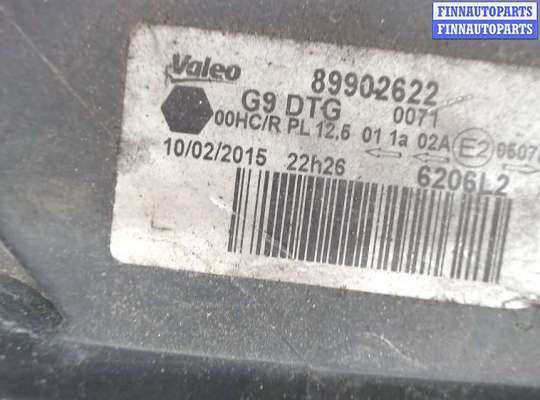 FINNAUTOPARTS
FINNAUTOPARTS
FINNAUTOPARTS
Valeo 89902622
G9 DTG 0071
00HC/R PL 12.5 01 1a 02A E2
10/02/2015 22h26 6206L2